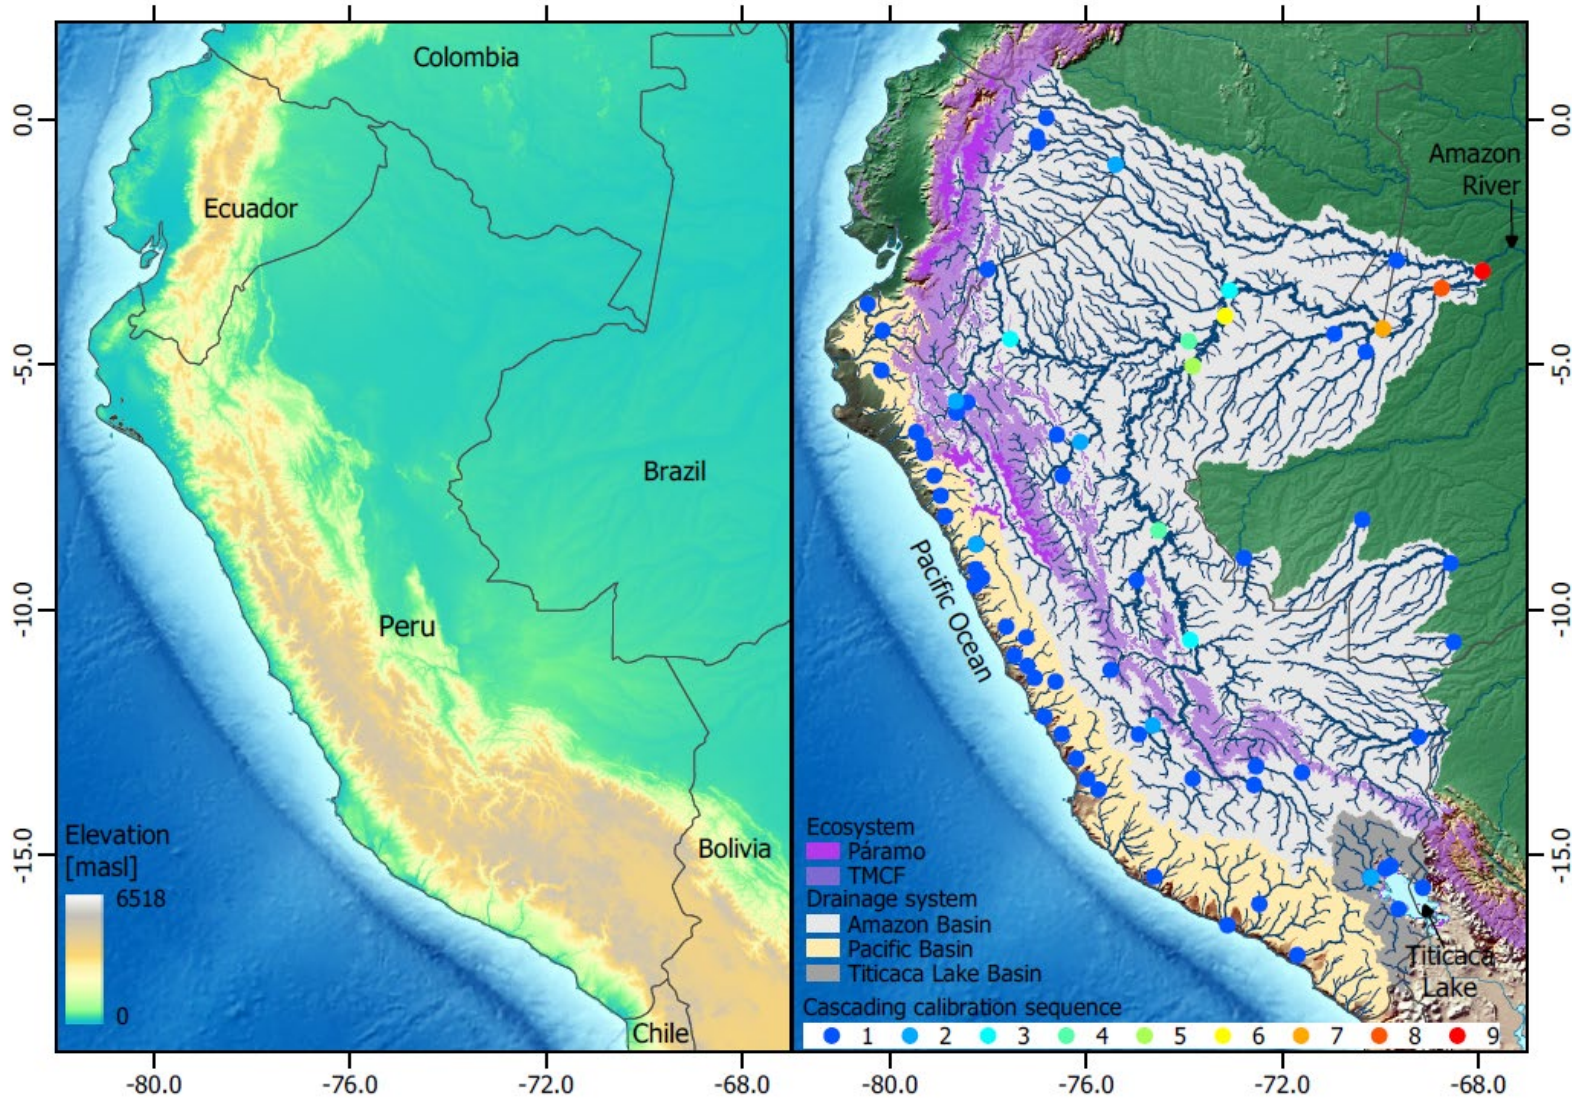 Colombia
Ecuador
Peru
Brazil
Bolivia
Chile
Elevation
[masl]
6518
0
0.0
-5.0
-10.0
-15.0
-80.0
-76.0
-72.0
-68.0
Amazon
River
Pacific Ocean
Titicaca
Lake
Ecosystem
Páramo
TMCF
Drainage system
Amazon Basin
Pacific Basin
Titicaca Lake Basin
Cascading calibration sequence
1 2 3 4 5 6 7 8 9
0.0
-5.0
-10.0
-15.0
-80.0
-76.0
-72.0
-68.0